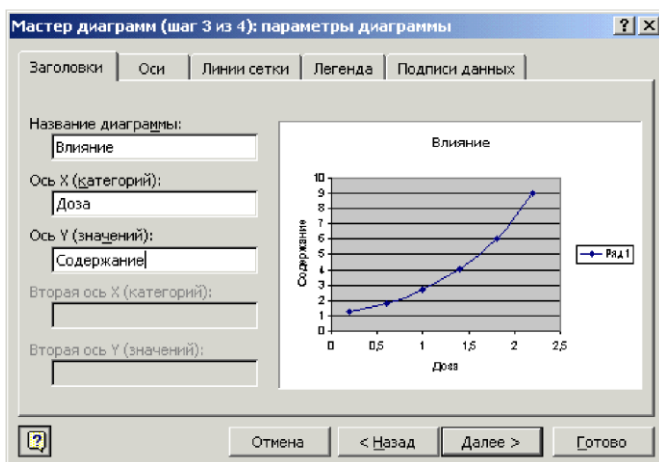 Мастер диаграмм (шаг 3 из 4): параметры диаграммы
Заголовки Оси Линии сетки Легенда Подписи данных
Название диаграммы:
Влияние
Ось X (категорий):
Доза
Ось Y (значений):
Содержание
Вторая ось X (категорий):
Вторая ось Y (значений):
Влияние
Содержание
10
9
8
7
6
5
4
3
2
1
0
0 0,5 1 1,5 2 2,5
Доза
Ряд1
Отмена < Назад Далее > Готово